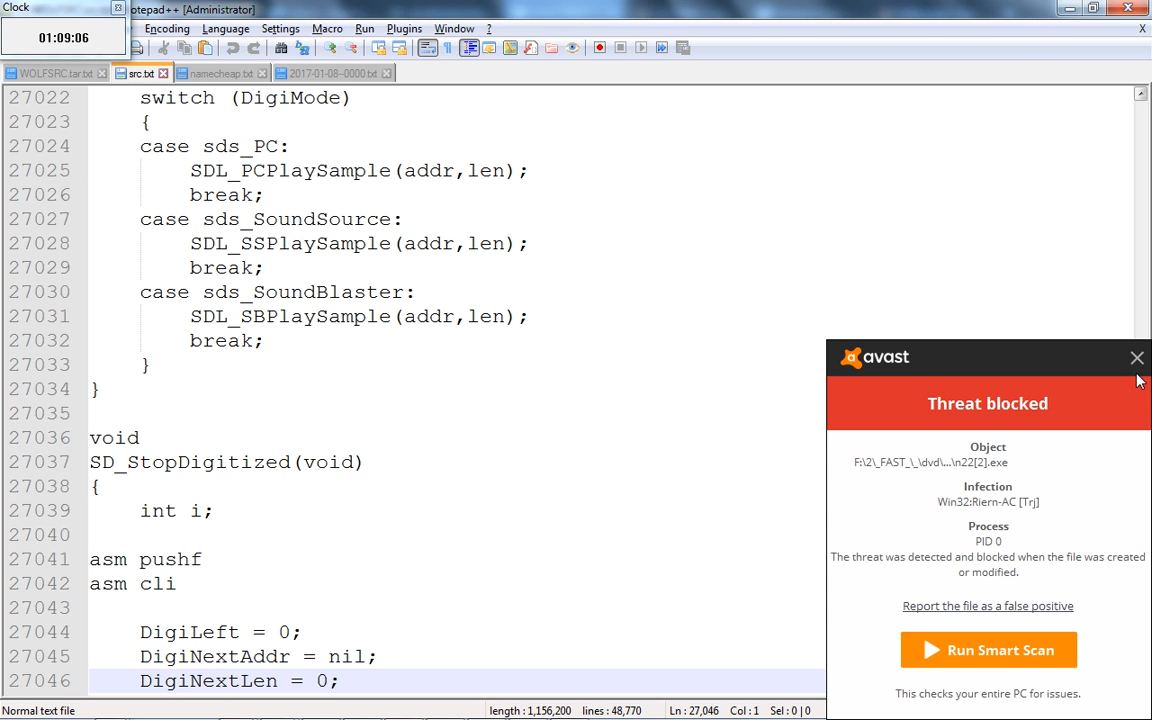 Clock
otepad++ [Administrator]
01:09:06
Encoding Language Settings Macro Run Plugins Window ? X
WOLFSRC.tar.txt src.txt namecheap.txt 2017-01-08--0000.txt
27022 switch (DigiMode)
27023 {
27024 case sds_PC:
27025 SDL_PCPlaySample(addr,len);
27026 break;
27027 case sds_SoundSource:
27028 SDL_SSPlaySample(addr,len);
27029 break;
27030 case sds_SoundBlaster:
27031 SDL_SBPlaySample(addr,len);
27032 break;
27033 }
27034 }
27035
27036 void
27037 SD_StopDigitized(void)
27038 {
27039 int i;
27040
27041 asm pushf
27042 asm cli
27043
27044 DigiLeft = 0;
27045 DigiNextAddr = nil;
27046 DigiNextLen = 0;
avast
Threat blocked
Object
F:\2\_FAST_\_\dvd\...\n22[2].exe
Infection
Win32:Riern-AC [Trj]
Process
PID 0
The threat was detected and blocked when the file was created
or modified.
Report the file as a false positive
Run Smart Scan
This checks your entire PC for issues.
Normal text file length : 1,156,200 lines : 48,770 Ln : 27,046 Col : 1 Sel : 0 | 0